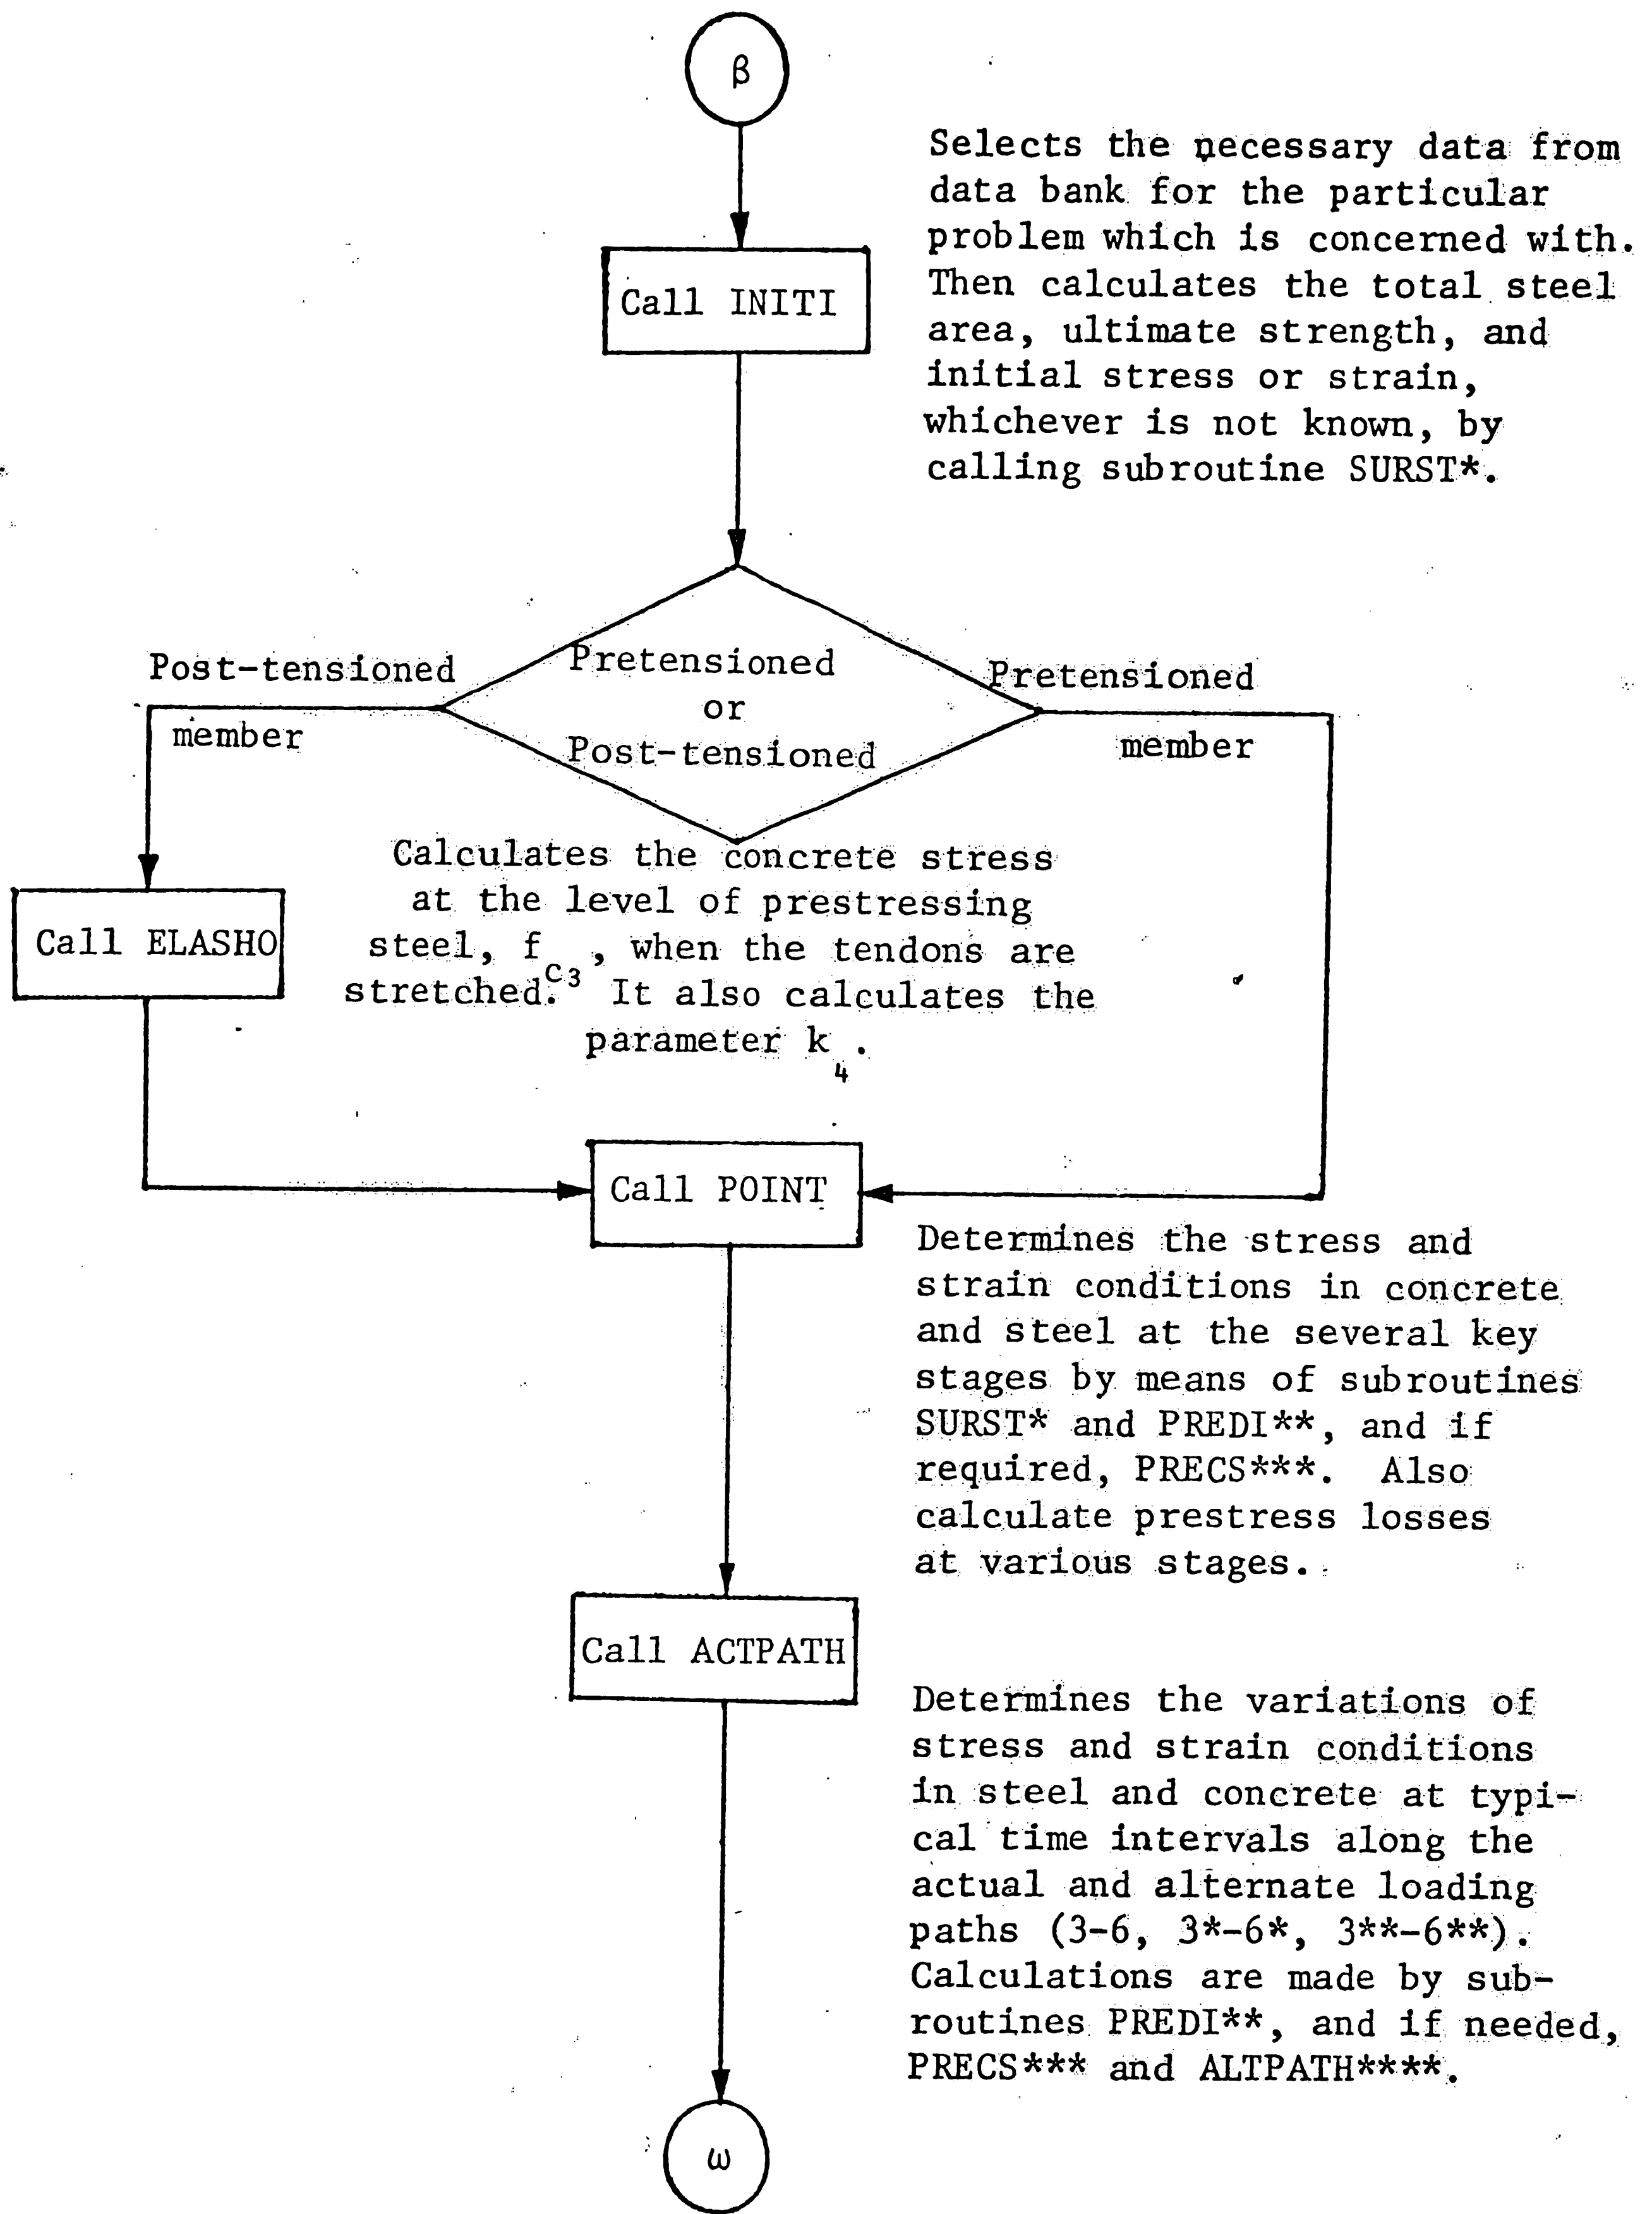 β
Selects the necessary data from
data bank for the particular
problem which is concerned with.
Then calculates the total steel
area, ultimate strength, and
initial stress or strain,
whichever is not known, by
calling subroutine SURST*.
Call INITI
Post-tensioned
member
Pretensioned
or
Post-tensioned
Pretensioned
member
Calculates the concrete stress
at the level of prestressing
steel, f_c₃, when the tendons are
stretched. It also calculates the
parameter k₄.
Call ELASHO
Call POINT
Determines the stress and
strain conditions in concrete
and steel at the several key
stages by means of subroutines
SURST* and PREDI**, and if
required, PRECS***. Also
calculate prestress losses
at various stages.
Call ACTPATH
Determines the variations of
stress and strain conditions
in steel and concrete at typi-
cal time intervals along the
actual and alternate loading
paths (3-6, 3*-6*, 3**-6**).
Calculations are made by sub-
routines PREDI**, and if needed,
PRECS*** and ALTPATH****.
ω